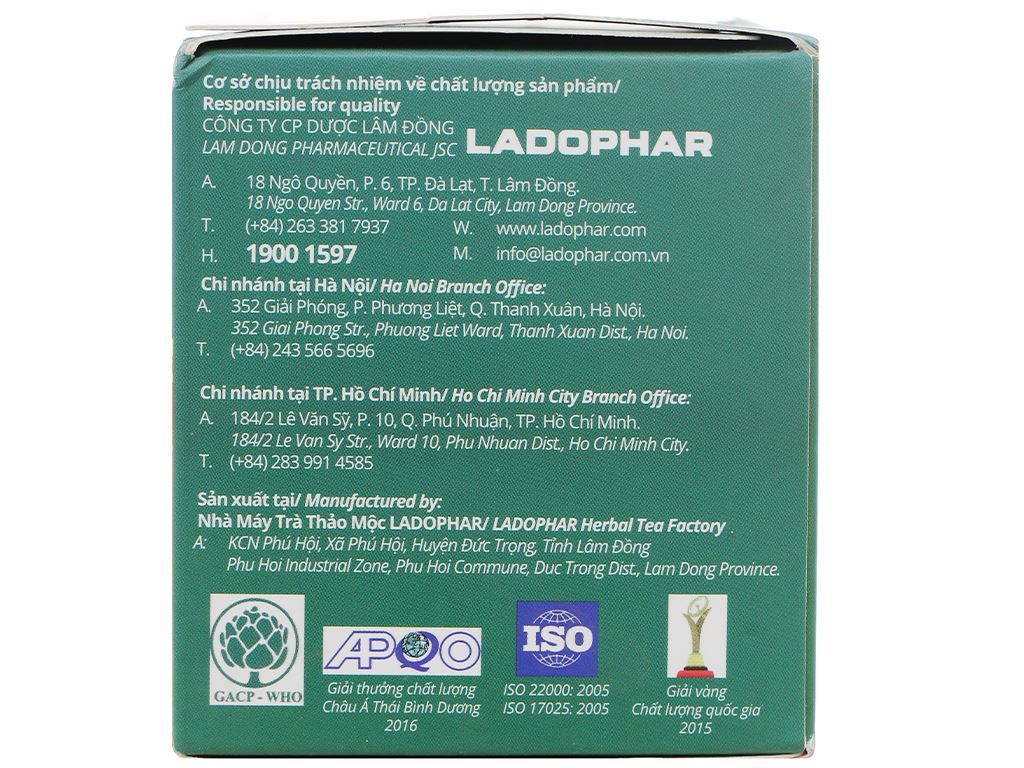 Cơ sở chịu trách nhiệm về chất lượng sản phẩm/
Responsible for quality
CÔNG TY CP DƯỢC LÂM ĐỒNG
LAM DONG PHARMACEUTICAL JSC
LADOPHAR
A. 18 Ngô Quyền, P. 6, TP. Đà Lạt, T. Lâm Đồng.
18 Ngo Quyen Str., Ward 6, Da Lat City, Lam Dong Province.
T. (+84) 263 381 7937 W. www.ladophar.com
H. 1900 1597 M. info@ladophar.com.vn
Chi nhánh tại Hà Nội/ Ha Noi Branch Office:
A. 352 Giải Phóng, P. Phương Liệt, Q. Thanh Xuân, Hà Nội.
352 Giai Phong Str., Phuong Liet Ward, Thanh Xuan Dist., Ha Noi.
T. (+84) 243 566 5696
Chi nhánh tại TP. Hồ Chí Minh/ Ho Chi Minh City Branch Office:
A. 184/2 Lê Văn Sỹ, P. 10, Q. Phú Nhuận, TP. Hồ Chí Minh.
184/2 Le Van Sy Str., Ward 10, Phu Nhuan Dist., Ho Chi Minh City.
T. (+84) 283 991 4585
Sản xuất tại/ Manufactured by:
Nhà Máy Trà Thảo Mộc LADOPHAR/ LADOPHAR Herbal Tea Factory .
A: KCN Phú Hội, Xã Phú Hội, Huyện Đức Trọng, Tỉnh Lâm Đồng
Phu Hoi Industrial Zone, Phu Hoi Commune, Duc Trong Dist., Lam Dong Province.
GACP - WHO
APQO
Giải thưởng chất lượng
Châu Á Thái Bình Dương
2016
ISO
ISO 22000: 2005
ISO 17025: 2005
Giải vàng
Chất lượng quốc gia
2015